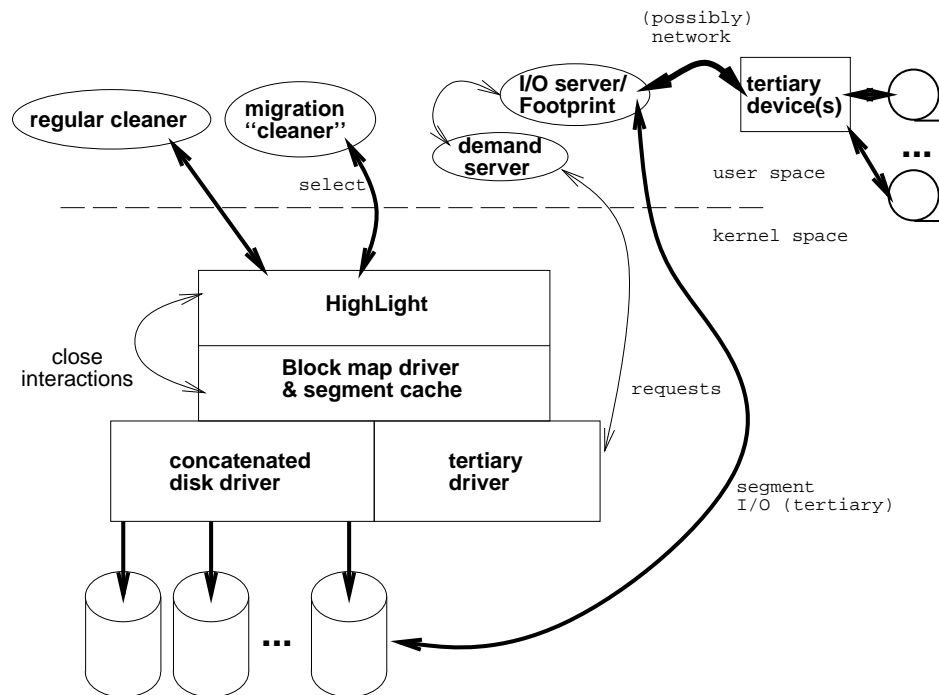 (possibly)
network
I/O server/
Footprint
tertiary
device(s)
regular cleaner
migration
‘‘cleaner’’
demand
server
...
select
user space
kernel space
HighLight
close
interactions
Block map driver
& segment cache
requests
concatenated
disk driver
tertiary
driver
segment
I/O (tertiary)
...